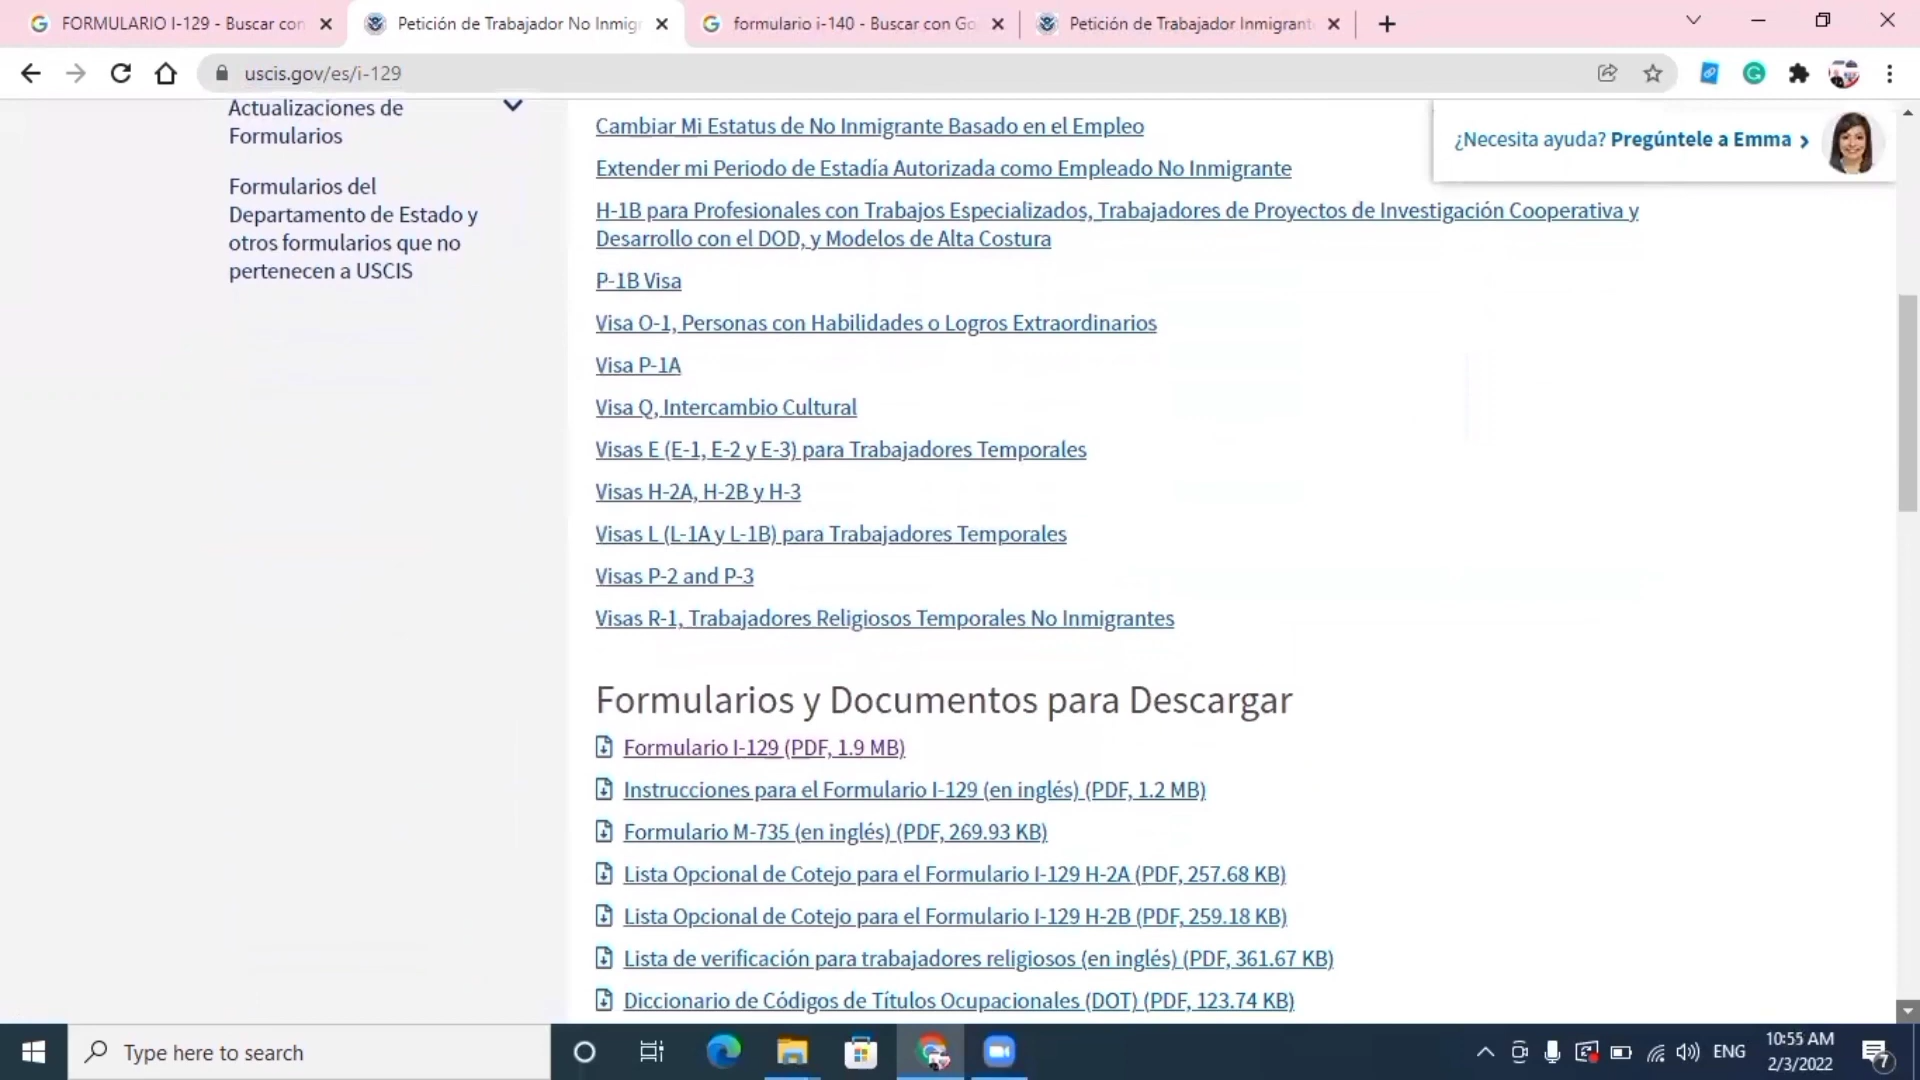 FORMULARIO I-129 - Buscar con
Petición de Trabajador No Inmigr
formulario i-140 - Buscar con Go
Petición de Trabajador Inmigrant
uscis.gov/es/i-129
Actualizaciones de
Formularios
Formularios del
Departamento de Estado y
otros formularios que no
pertenecen a USCIS
¿Necesita ayuda? Pregúntele a Emma
Cambiar Mi Estatus de No Inmigrante Basado en el Empleo
Extender mi Periodo de Estadía Autorizada como Empleado No Inmigrante
H-1B para Profesionales con Trabajos Especializados, Trabajadores de Proyectos de Investigación Cooperativa y
Desarrollo con el DOD, y Modelos de Alta Costura
P-1B Visa
Visa O-1, Personas con Habilidades o Logros Extraordinarios
Visa P-1A
Visa Q, Intercambio Cultural
Visas E (E-1, E-2 y E-3) para Trabajadores Temporales
Visas H-2A, H-2B y H-3
Visas L (L-1A y L-1B) para Trabajadores Temporales
Visas P-2 and P-3
Visas R-1, Trabajadores Religiosos Temporales No Inmigrantes
Formularios y Documentos para Descargar
Formulario I-129 (PDF, 1.9 MB)
Instrucciones para el Formulario I-129 (en inglés) (PDF, 1.2 MB)
Formulario M-735 (en inglés) (PDF, 269.93 KB)
Lista Opcional de Cotejo para el Formulario I-129 H-2A (PDF, 257.68 KB)
Lista Opcional de Cotejo para el Formulario I-129 H-2B (PDF, 259.18 KB)
Lista de verificación para trabajadores religiosos (en inglés) (PDF, 361.67 KB)
Diccionario de Códigos de Títulos Ocupacionales (DOT) (PDF, 123.74 KB)
Type here to search
ENG
10:55 AM
2/3/2022
7